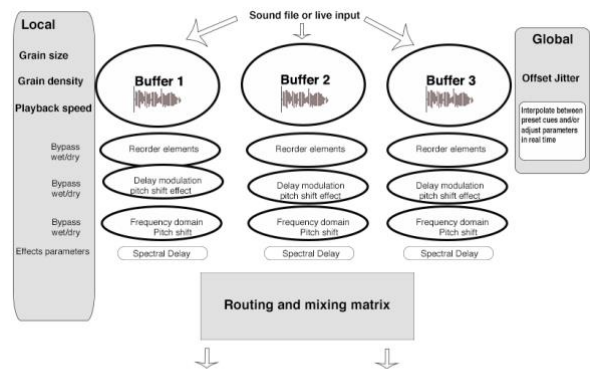 Sound file or live input
Local
Grain size
Grain density
Playback speed
Bypass
wet/dry
Bypass
wet/dry
Bypass
wet/dry
Effects parameters
Buffer 1
Reorder elements
Delay modulation
pitch shift effect
Frequency domain
Pitch shift
Spectral Delay
Buffer 2
Reorder elements
Delay modulation
pitch shift effect
Frequency domain
Pitch shift
Spectral Delay
Buffer 3
Reorder elements
Delay modulation
pitch shift effect
Frequency domain
Pitch shift
Spectral Delay
Global
Offset Jitter
Interpolate between
preset cues and/or
adjust parameters
in real time
Routing and mixing matrix